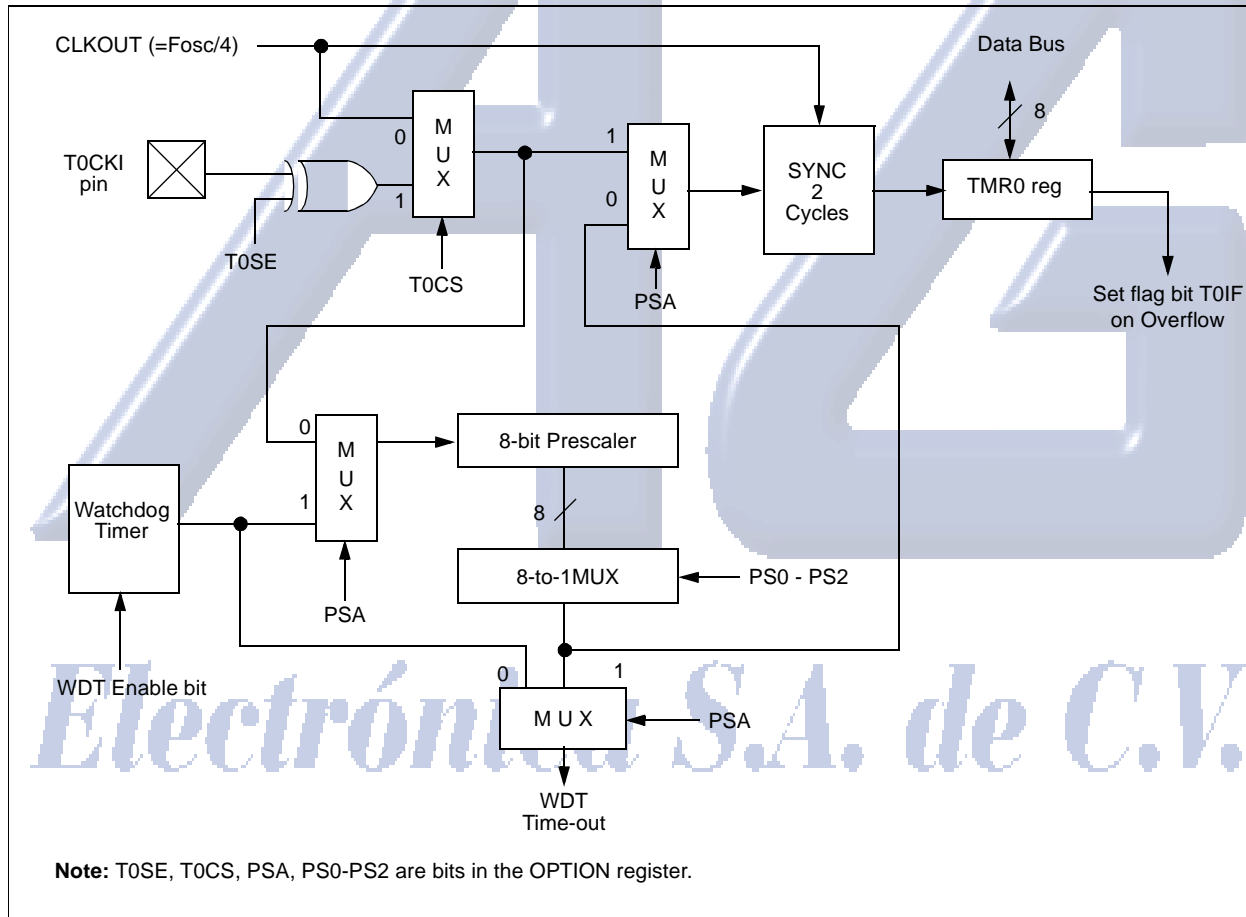 CLKOUT (=Fosc/4)
Data Bus
8
T0CKI
pin
0
1
M
U
X
T0SE
T0CS
1
0
M
U
X
PSA
SYNC
2
Cycles
TMR0 reg
Set flag bit T0IF
on Overflow
0
1
M
U
X
PSA
8-bit Prescaler
8
8-to-1MUX
PS0 - PS2
Watchdog
Timer
WDT Enable bit
0
1
M U X
PSA
WDT
Time-out
Electrónica S.A. de C.V.
Note: T0SE, T0CS, PSA, PS0-PS2 are bits in the OPTION register.